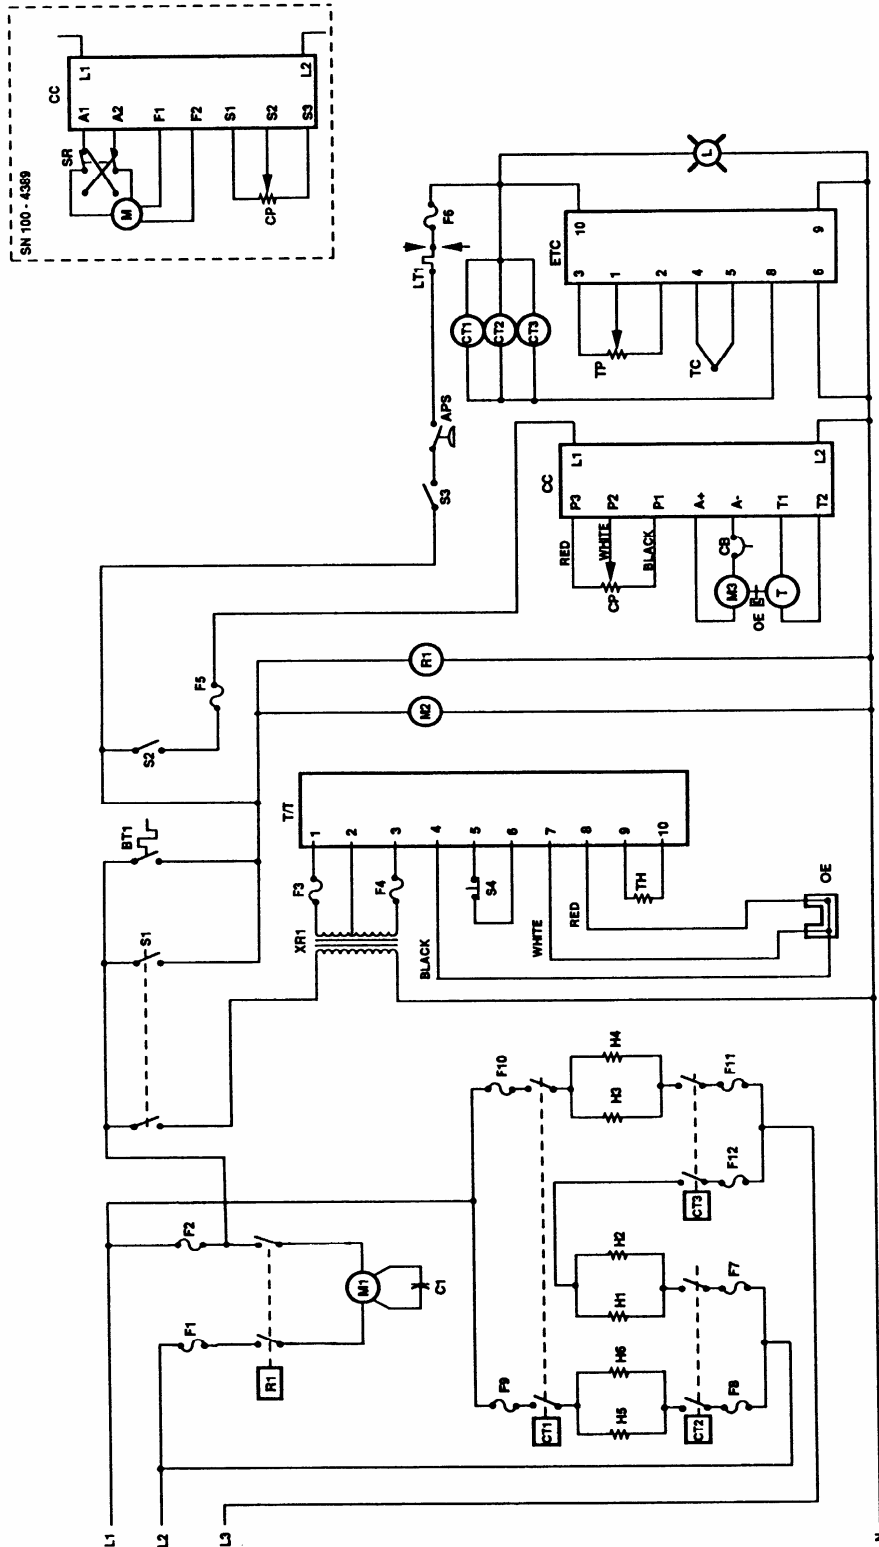 SN 100 - 4389
CC
L1
L2
A1
A2
F1
F2
S1
S2
S3
SR
M
CP
L
F6
LT1
10
9
ETC
3
1
2
4
5
8
6
CT1
CT2
CT3
TP
TC
APS
S3
CC
L1
L2
P3
P2
P1
A+
A-
T1
T2
RED
WHITE
BLACK
CP
CB
M3
OE
T
F5
S2
R1
M2
BT1
S1
T/T
1
2
3
4
5
6
7
8
9
10
F3
F4
XR1
S4
TH
BLACK
WHITE
RED
OE
F10
H4
H3
F11
F12
CT3
F2
F1
R1
M1
C1
H2
H1
F7
F9
H6
H5
F8
CT1
CT2
L1
L2
L3